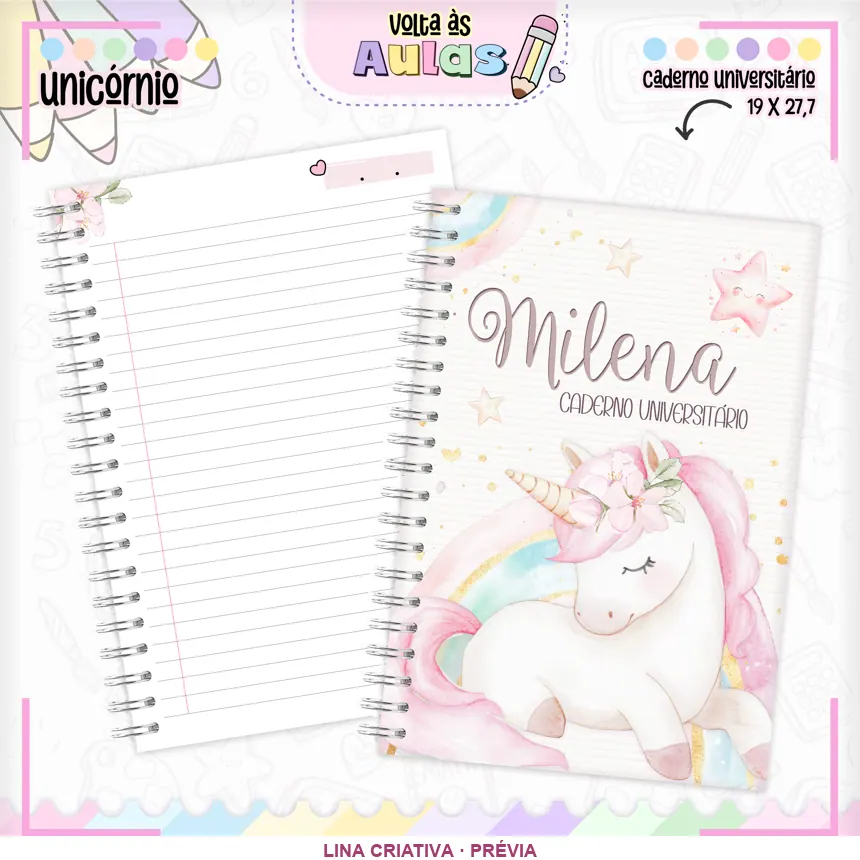 Volta às
Aulas
Unicórnio
caderno universitário
19 X 27,7
Milena
CADERNO UNIVERSITÁRIO
LINA CRIATIVA · PRÉVIA